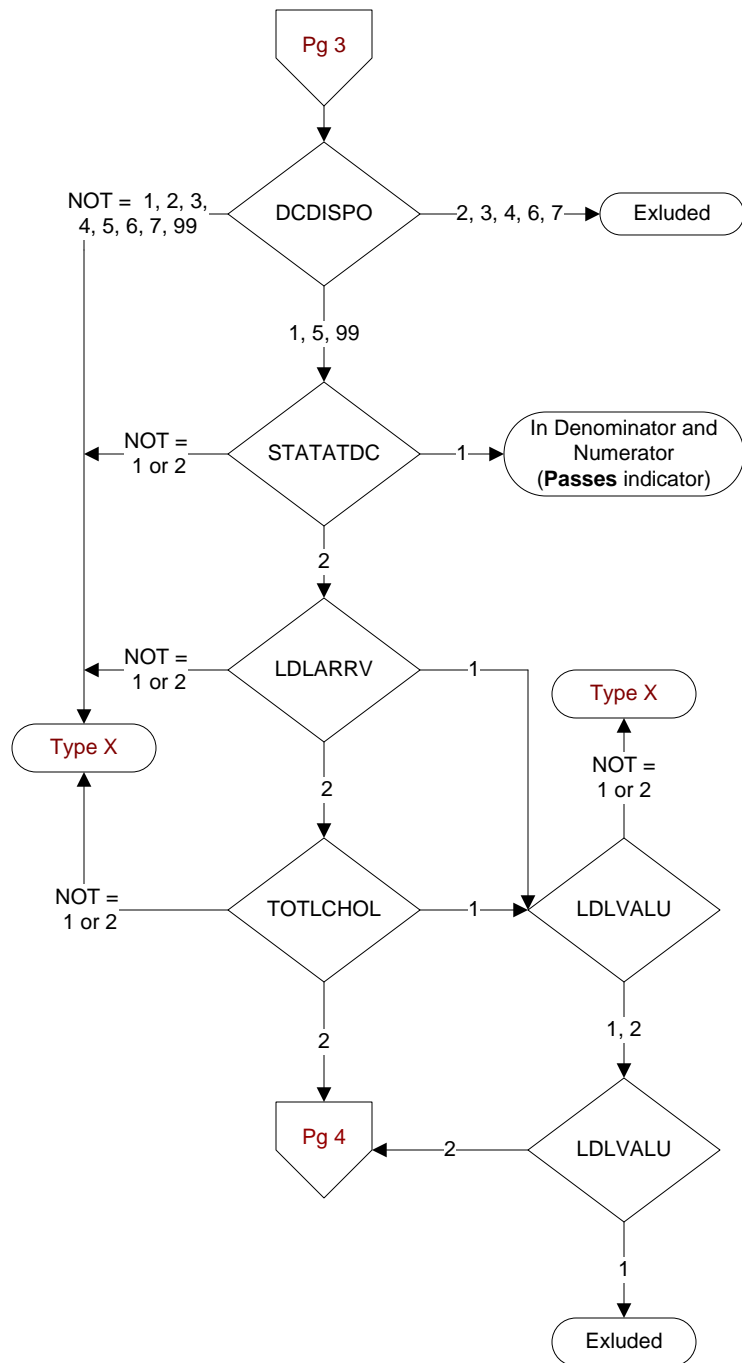 Pg 3
NOT = 1, 2, 3,
4, 5, 6, 7, 99
DCDISPO
2, 3, 4, 6, 7
Exluded
1, 5, 99
NOT =
1 or 2
STATATDC
1
In Denominator and
Numerator
(Passes indicator)
2
NOT =
1 or 2
LDLARRV
1
Type X
Type X
NOT =
1 or 2
2
NOT =
1 or 2
TOTLCHOL
1
LDLVALU
2
1, 2
Pg 4
2
LDLVALU
1
Exluded